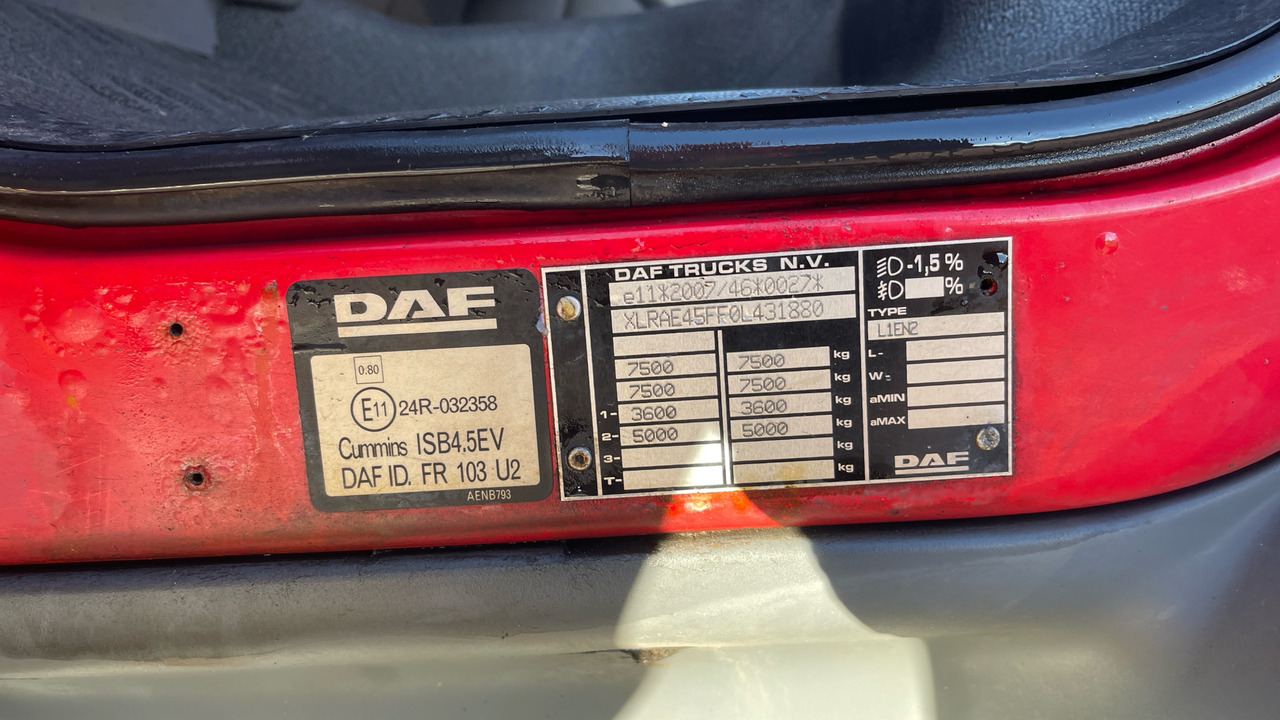 DAF
0.80
E11 24R-032358
Cummins ISB4.5EV
DAF ID. FR 103 U2
AENB793
DAF TRUCKS N.V.
e11*2007/46*0027*
XLRAE45FF0L431880
7500 7500 kg
7500 7500 kg
1- 3600 3600 kg
2- 5000 5000 kg
3- kg
T- kg
-1,5 %
%
TYPE
L1EN2
L-
W-
aMIN
aMAX
DAF